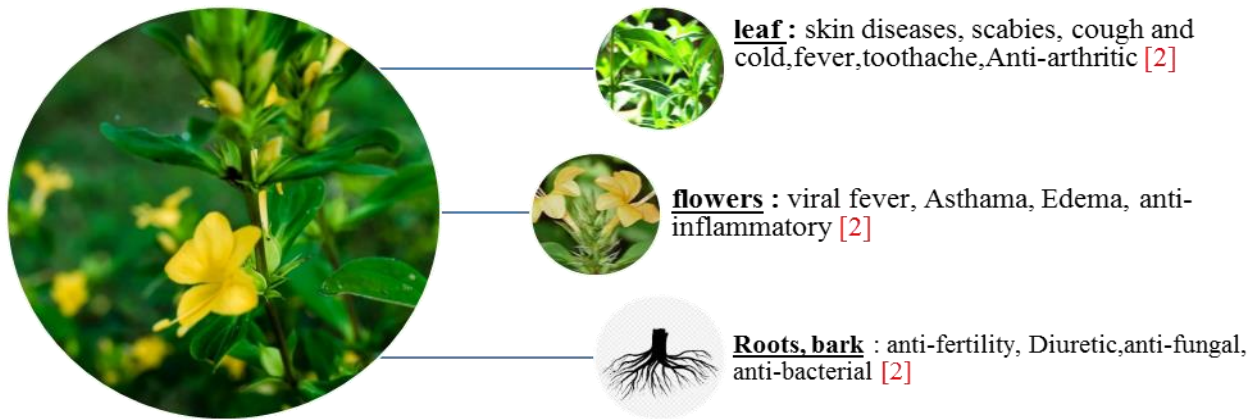 leaf : skin diseases, scabies, cough and
cold,fever,toothache,Anti-arthritic [2]
flowers : viral fever, Asthama, Edema, anti-
inflammatory [2]
Roots, bark : anti-fertility, Diuretic,anti-fungal,
anti-bacterial [2]